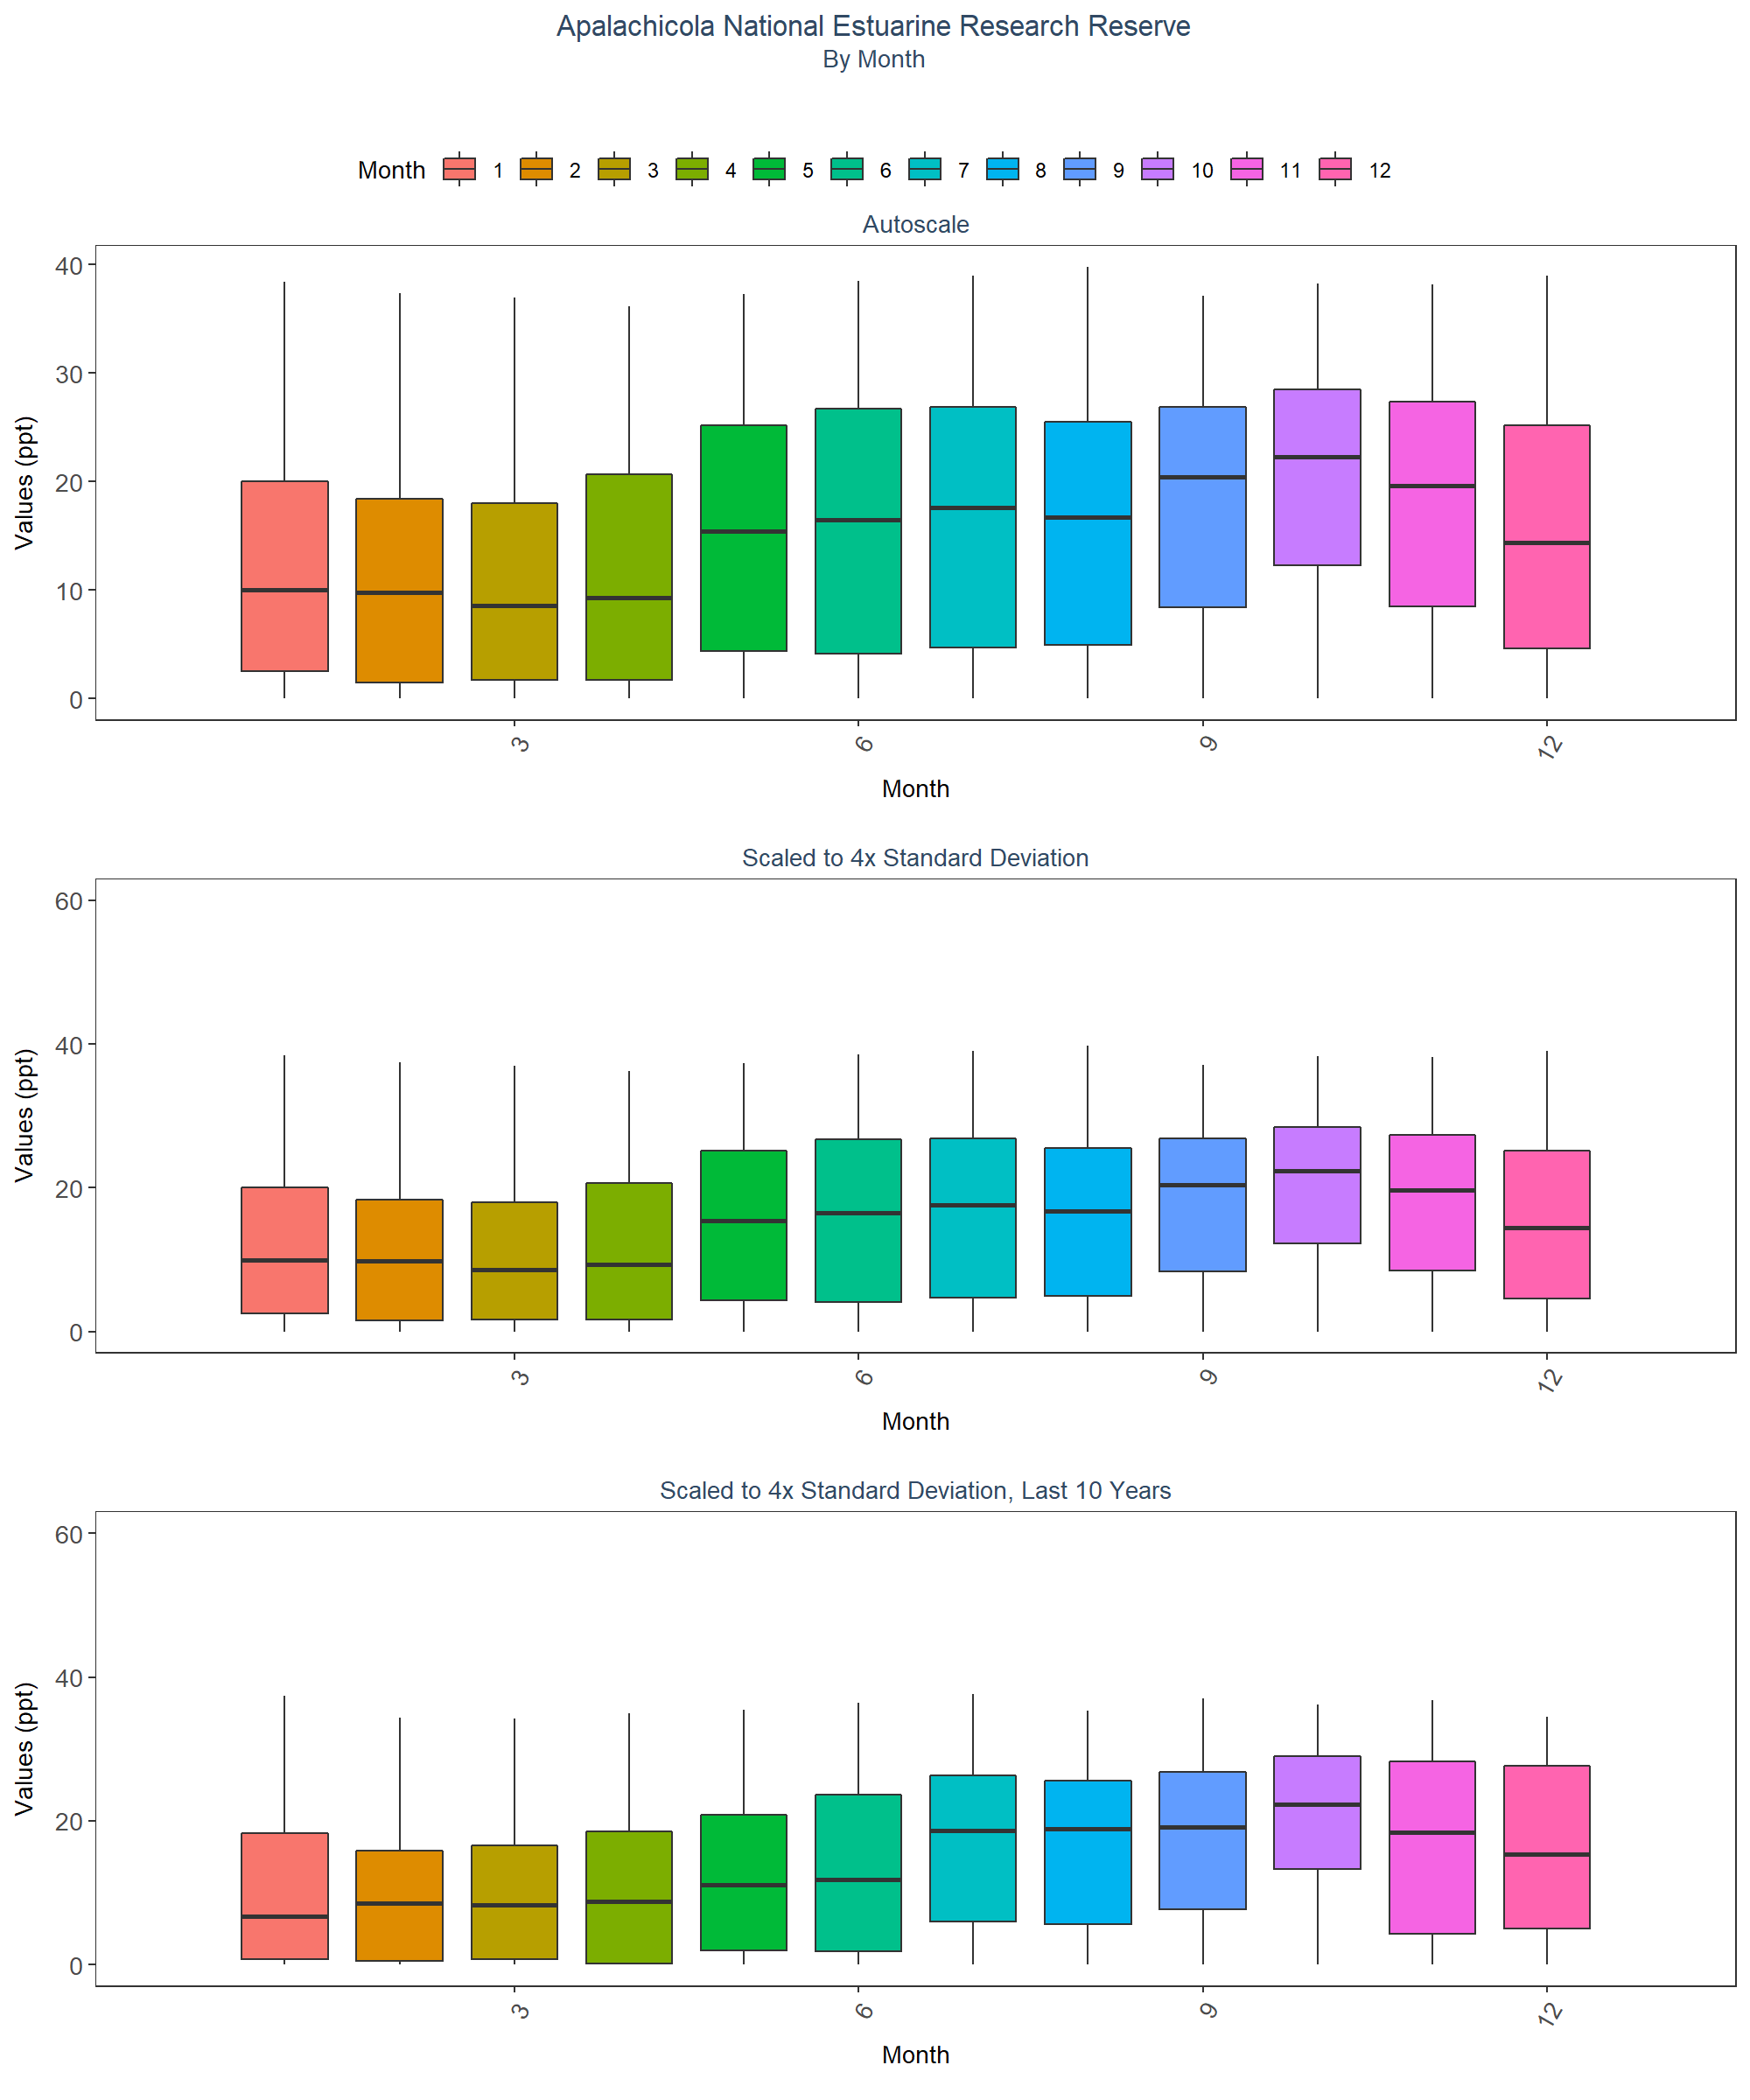 Apalachicola National Estuarine Research Reserve
By Month
Month 1 2 3 4 5 6 7 8 9 10 11 12
Autoscale
40
30
20
10
0
Values (ppt)
3 6 9 12
Month
Scaled to 4x Standard Deviation
60
40
20
0
Values (ppt)
3 6 9 12
Month
Scaled to 4x Standard Deviation, Last 10 Years
60
40
20
0
Values (ppt)
3 6 9 12
Month